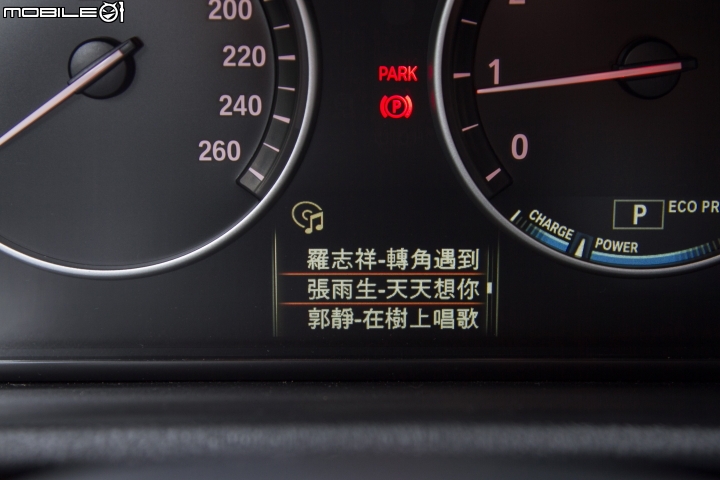 MOBILE01
200
220
240
260
PARK
P
2
1
0
P
ECO PR
CHARGE
POWER
羅志祥-轉角遇到
張雨生-天天想你
郭靜-在樹上唱歌